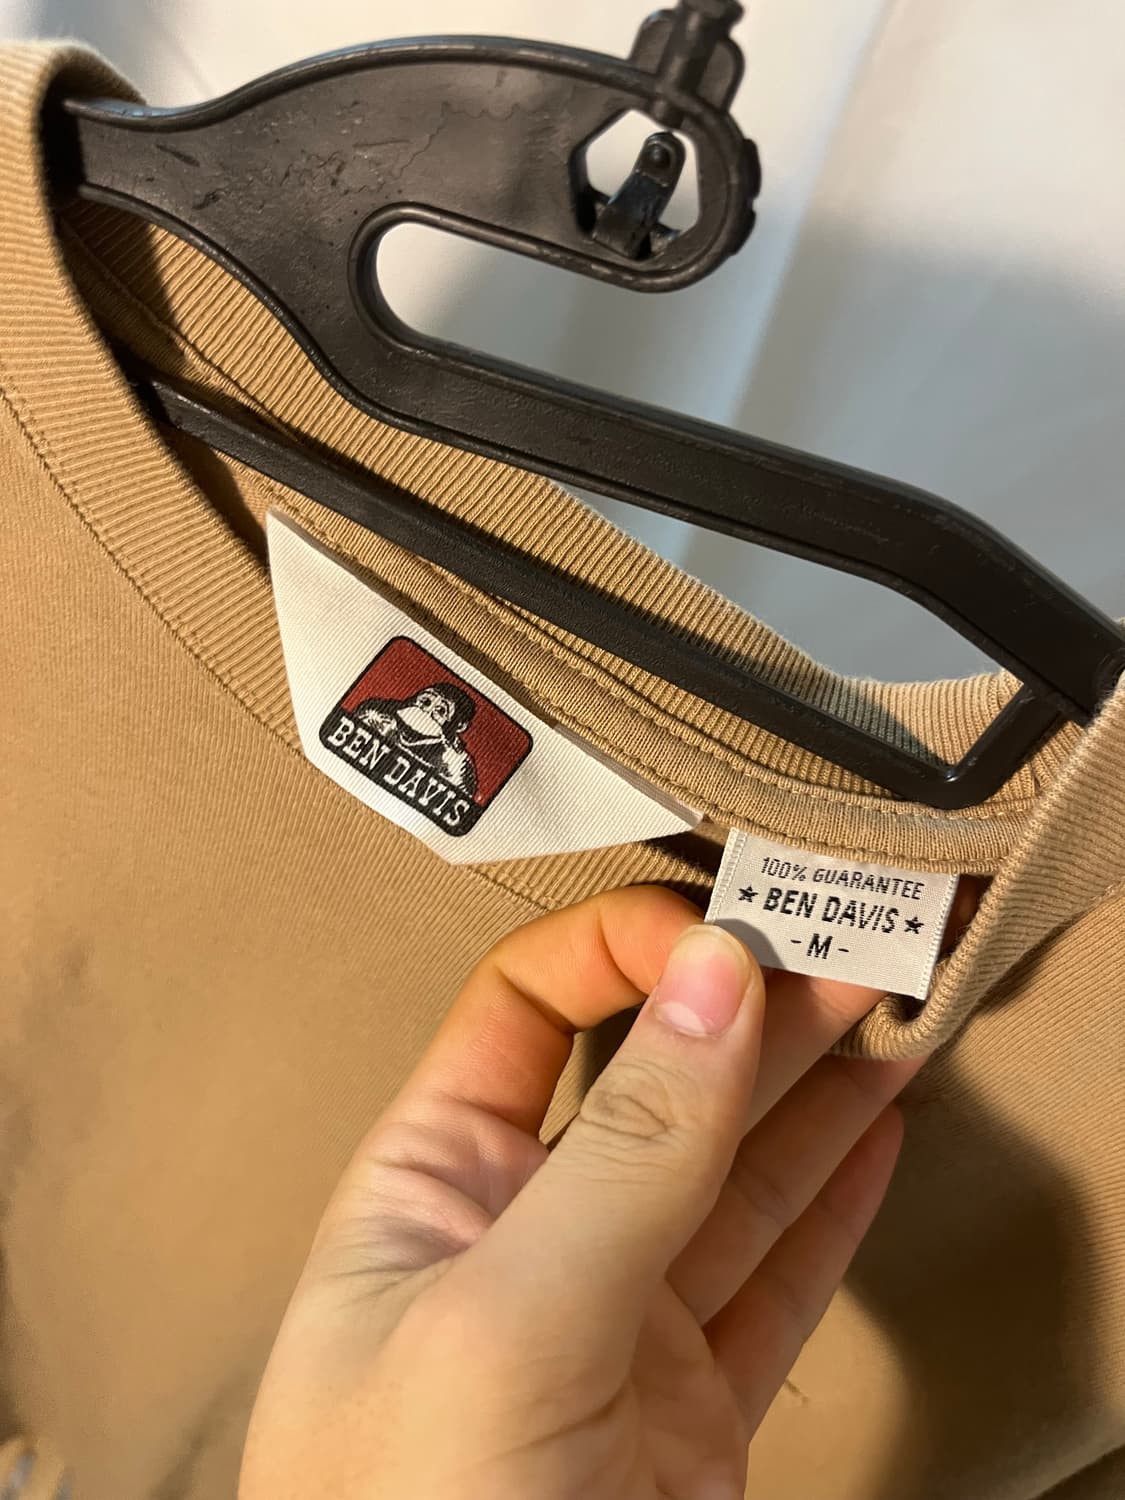 BEN DAVIS
100% GUARANTEE
★ BEN DAVIS ★
- M -